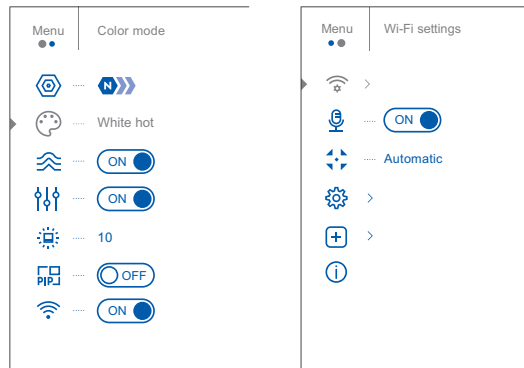 Menu
Color mode
N
White hot
ON
ON
10
PIP
OFF
ON
Menu
Wi-Fi settings
ON
Automatic